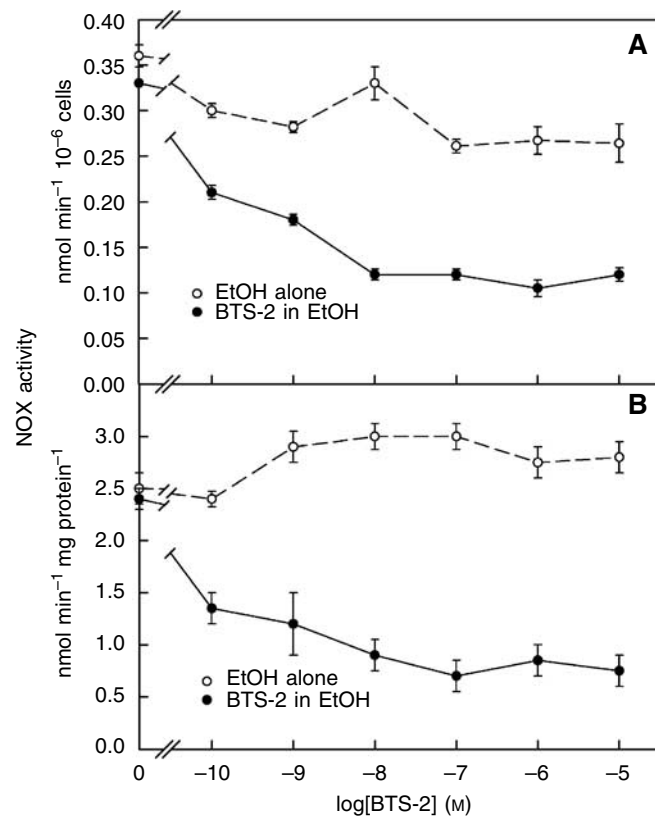 NOX activity
nmol min⁻¹ 10⁻⁶ cells
0.40
0.35
0.30
0.25
0.20
0.15
0.10
0.05
0.00
A
EtOH alone
BTS-2 in EtOH
nmol min⁻¹ mg protein⁻¹
3.0
2.5
2.0
1.5
1.0
0.5
0.0
B
EtOH alone
BTS-2 in EtOH
0 –10 –9 –8 –7 –6 –5
log[BTS-2] (M)